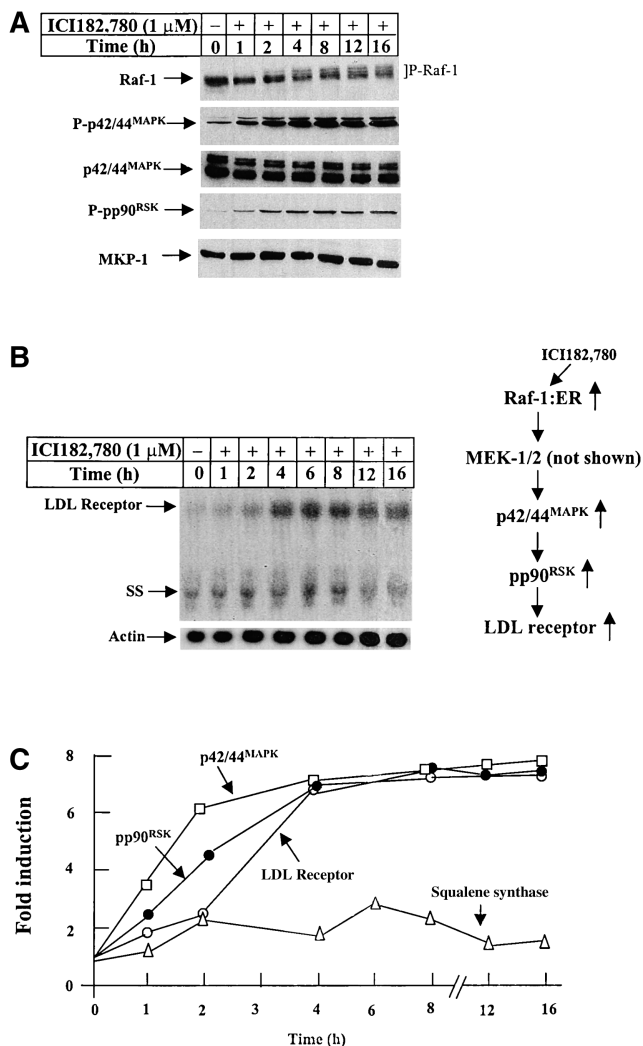 A
ICI182,780 (1 μM) – + + + + + +
Time (h) 0 1 2 4 8 12 16
Raf-1
]P-Raf-1
P-p42/44MAPK
p42/44MAPK
P-pp90RSK
MKP-1
B
ICI182,780 (1 μM) – + + + + + + +
Time (h) 0 1 2 4 6 8 12 16
LDL Receptor
SS
Actin
ICI182,780
Raf-1:ER
MEK-1/2 (not shown)
p42/44MAPK
pp90RSK
LDL receptor
C
Fold induction
8
6
4
2
0
p42/44MAPK
pp90RSK
LDL Receptor
Squalene synthase
0 1 2 3 4 6 8 12 16
Time (h)